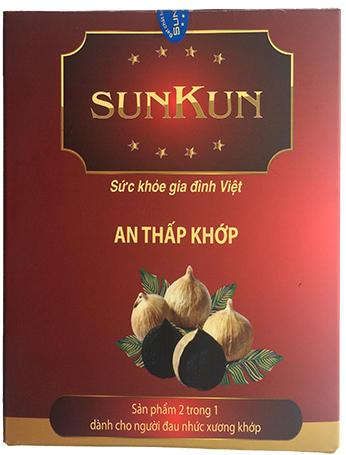 SUNKUN
Sức khỏe gia đình Việt
AN THẤP KHỚP
Sản phẩm 2 trong 1
dành cho người đau nhức xương khớp